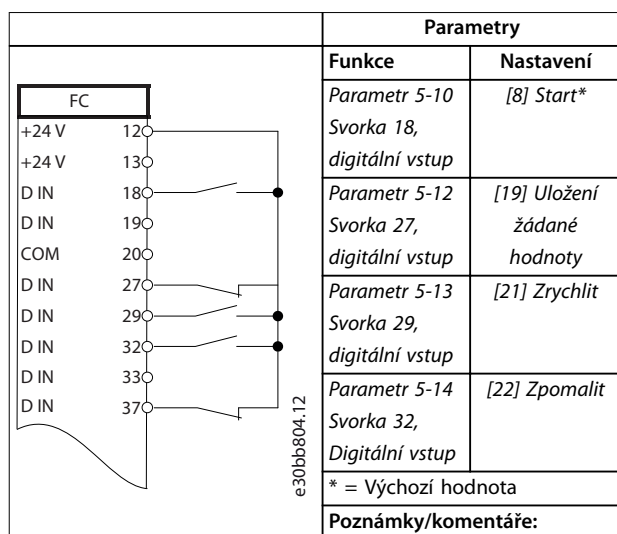 Parametry
Funkce Nastavení
FC
+24 V 12
+24 V 13
D IN 18
D IN 19
COM 20
D IN 27
D IN 29
D IN 32
D IN 33
D IN 37
e30bb804.12
Parametr 5-10 [8] Start*
Svorka 18,
digitální vstup
Parametr 5-12 [19] Uložení
Svorka 27, žádané
digitální vstup hodnoty
Parametr 5-13 [21] Zrychlit
Svorka 29,
digitální vstup
Parametr 5-14 [22] Zpomalit
Svorka 32,
Digitální vstup
* = Výchozí hodnota
Poznámky/komentáře: